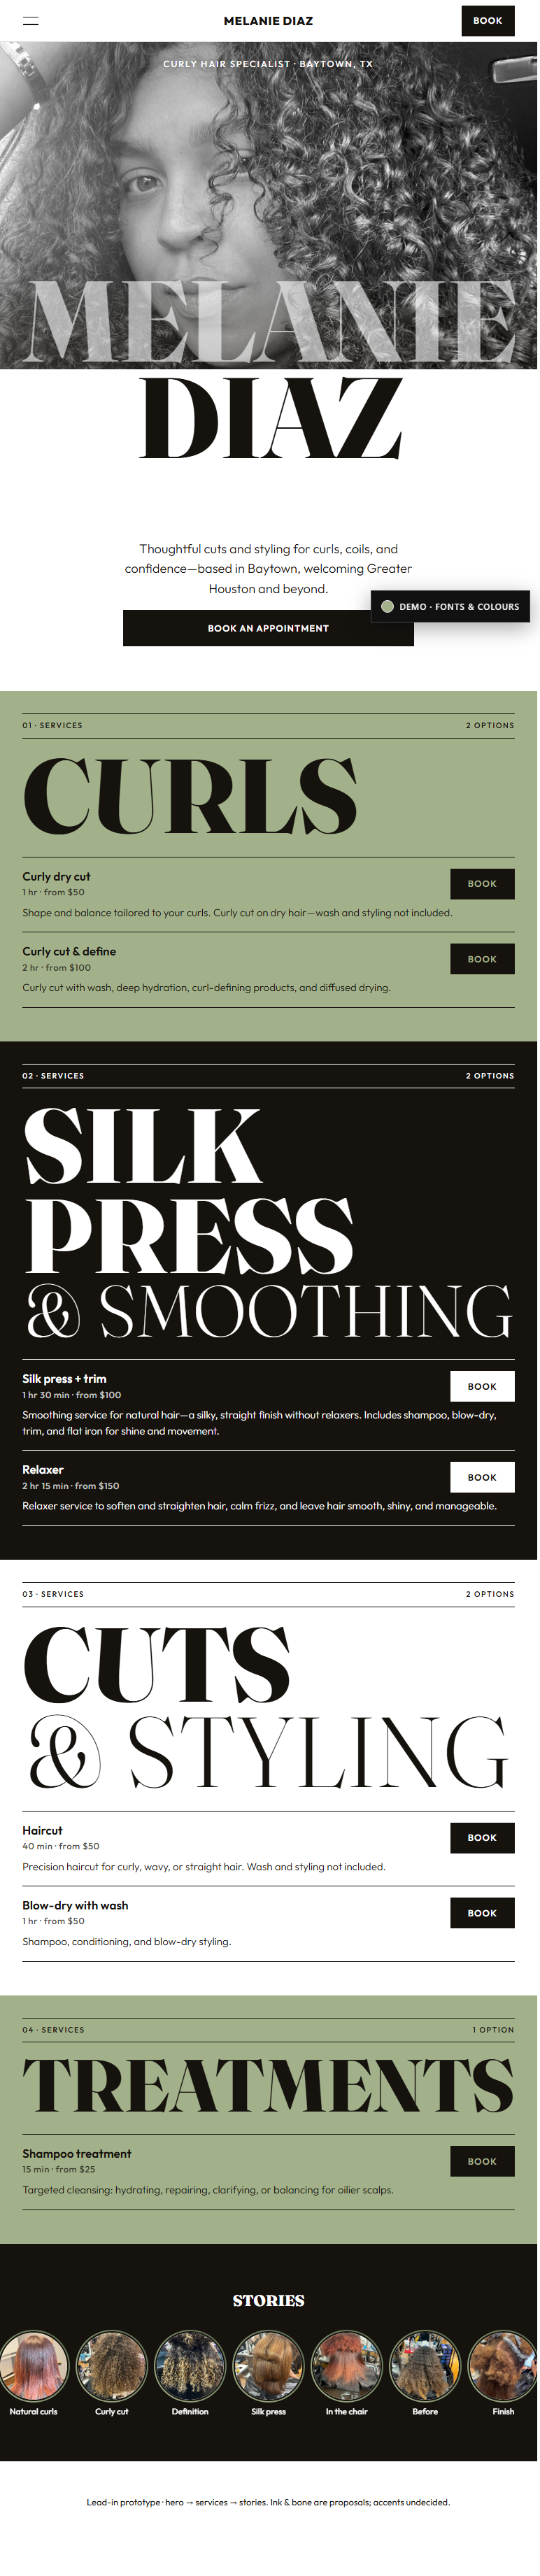 MELANIE DIAZ
BOOK
CURLY HAIR SPECIALIST · BAYTOWN, TX
MELANIE
DIAZ
Thoughtful cuts and styling for curls, coils, and
confidence—based in Baytown, welcoming Greater
Houston and beyond.
DEMO · FONTS & COLOURS
BOOK AN APPOINTMENT
01 · SERVICES
2 OPTIONS
CURLS
Curly dry cut
1 hr · from $50
BOOK
Shape and balance tailored to your curls. Curly cut on dry hair—wash and styling not included.
Curly cut & define
2 hr · from $100
BOOK
Curly cut with wash, deep hydration, curl-defining products, and diffused drying.
02 · SERVICES
2 OPTIONS
SILK
PRESS
& SMOOTHING
Silk press + trim
1 hr 30 min · from $100
BOOK
Smoothing service for natural hair—a silky, straight finish without relaxers. Includes shampoo, blow-dry,
trim, and flat iron for shine and movement.
Relaxer
2 hr 15 min · from $150
BOOK
Relaxer service to soften and straighten hair, calm frizz, and leave hair smooth, shiny, and manageable.
03 · SERVICES
2 OPTIONS
CUTS
& STYLING
Haircut
40 min · from $50
BOOK
Precision haircut for curly, wavy, or straight hair. Wash and styling not included.
Blow-dry with wash
1 hr · from $50
BOOK
Shampoo, conditioning, and blow-dry styling.
04 · SERVICES
1 OPTION
TREATMENTS
Shampoo treatment
15 min · from $25
BOOK
Targeted cleansing: hydrating, repairing, clarifying, or balancing for oilier scalps.
STORIES
Natural curls
Curly cut
Definition
Silk press
In the chair
Before
Finish
Lead-in prototype · hero → services → stories. Ink & bone are proposals; accents undecided.